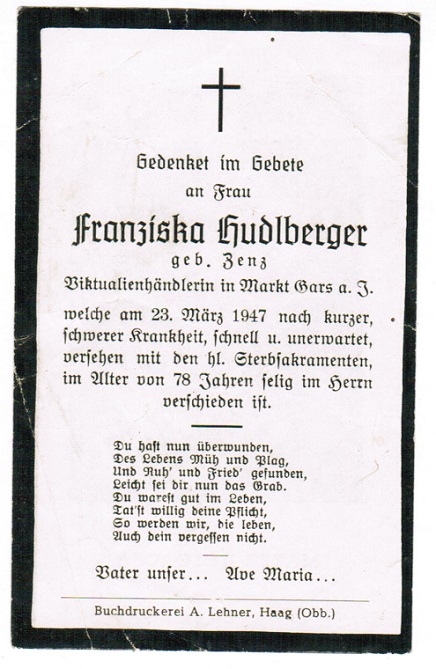 Gedenket im Gebete
an Frau
Franziska Hudlberger
geb. Zenz
Viktualienhändlerin in Markt Gars a. J.
welche am 23. März 1947 nach kurzer,
schwerer Krankheit, schnell u. unerwartet,
versehen mit den hl. Sterbsakramenten,
im Alter von 78 Jahren selig im Herrn
verschieden ist.
Du hast nun überwunden,
Des Lebens Müh und Plag,
Und Ruh' und Fried' gefunden,
Leicht sei dir nun das Grab.
Du warest gut im Leben,
Tat'st willig deine Pflicht,
So werden wir, die leben,
Auch dein vergessen nicht.
Vater unser... Ave Maria...
Buchdruckerei A. Lehner, Haag (Obb.)